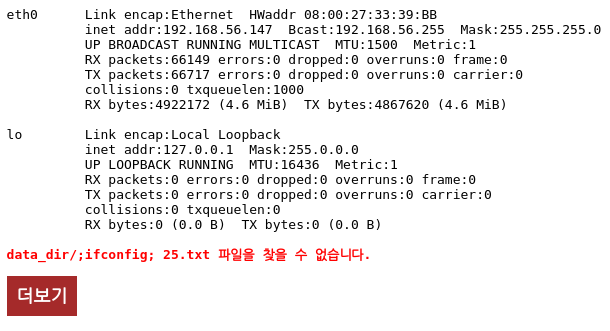 eth0      Link encap:Ethernet  HWaddr 08:00:27:33:39:BB
          inet addr:192.168.56.147  Bcast:192.168.56.255  Mask:255.255.255.0
          UP BROADCAST RUNNING MULTICAST  MTU:1500  Metric:1
          RX packets:66149 errors:0 dropped:0 overruns:0 frame:0
          TX packets:66717 errors:0 dropped:0 overruns:0 carrier:0
          collisions:0 txqueuelen:1000
          RX bytes:4922172 (4.6 MiB)  TX bytes:4867620 (4.6 MiB)

lo        Link encap:Local Loopback
          inet addr:127.0.0.1  Mask:255.0.0.0
          UP LOOPBACK RUNNING  MTU:16436  Metric:1
          RX packets:0 errors:0 dropped:0 overruns:0 frame:0
          TX packets:0 errors:0 dropped:0 overruns:0 carrier:0
          collisions:0 txqueuelen:0
          RX bytes:0 (0.0 B)  TX bytes:0 (0.0 B)

data_dir/;ifconfig; 25.txt 파일을 찾을 수 없습니다.
더보기